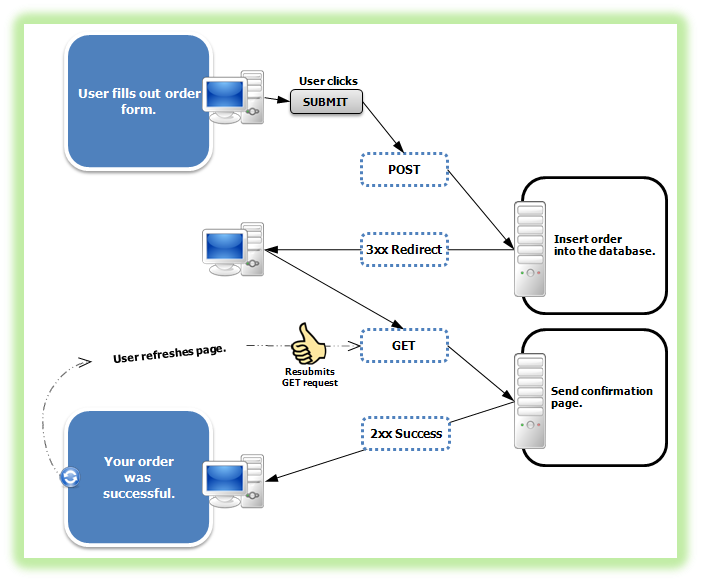 User fills out order
form.
User clicks
SUBMIT
POST
Insert order
into the database.
3xx Redirect
User refreshes page.
Resubmits
GET request
GET
Send confirmation
page.
2xx Success
Your order
was
successful.